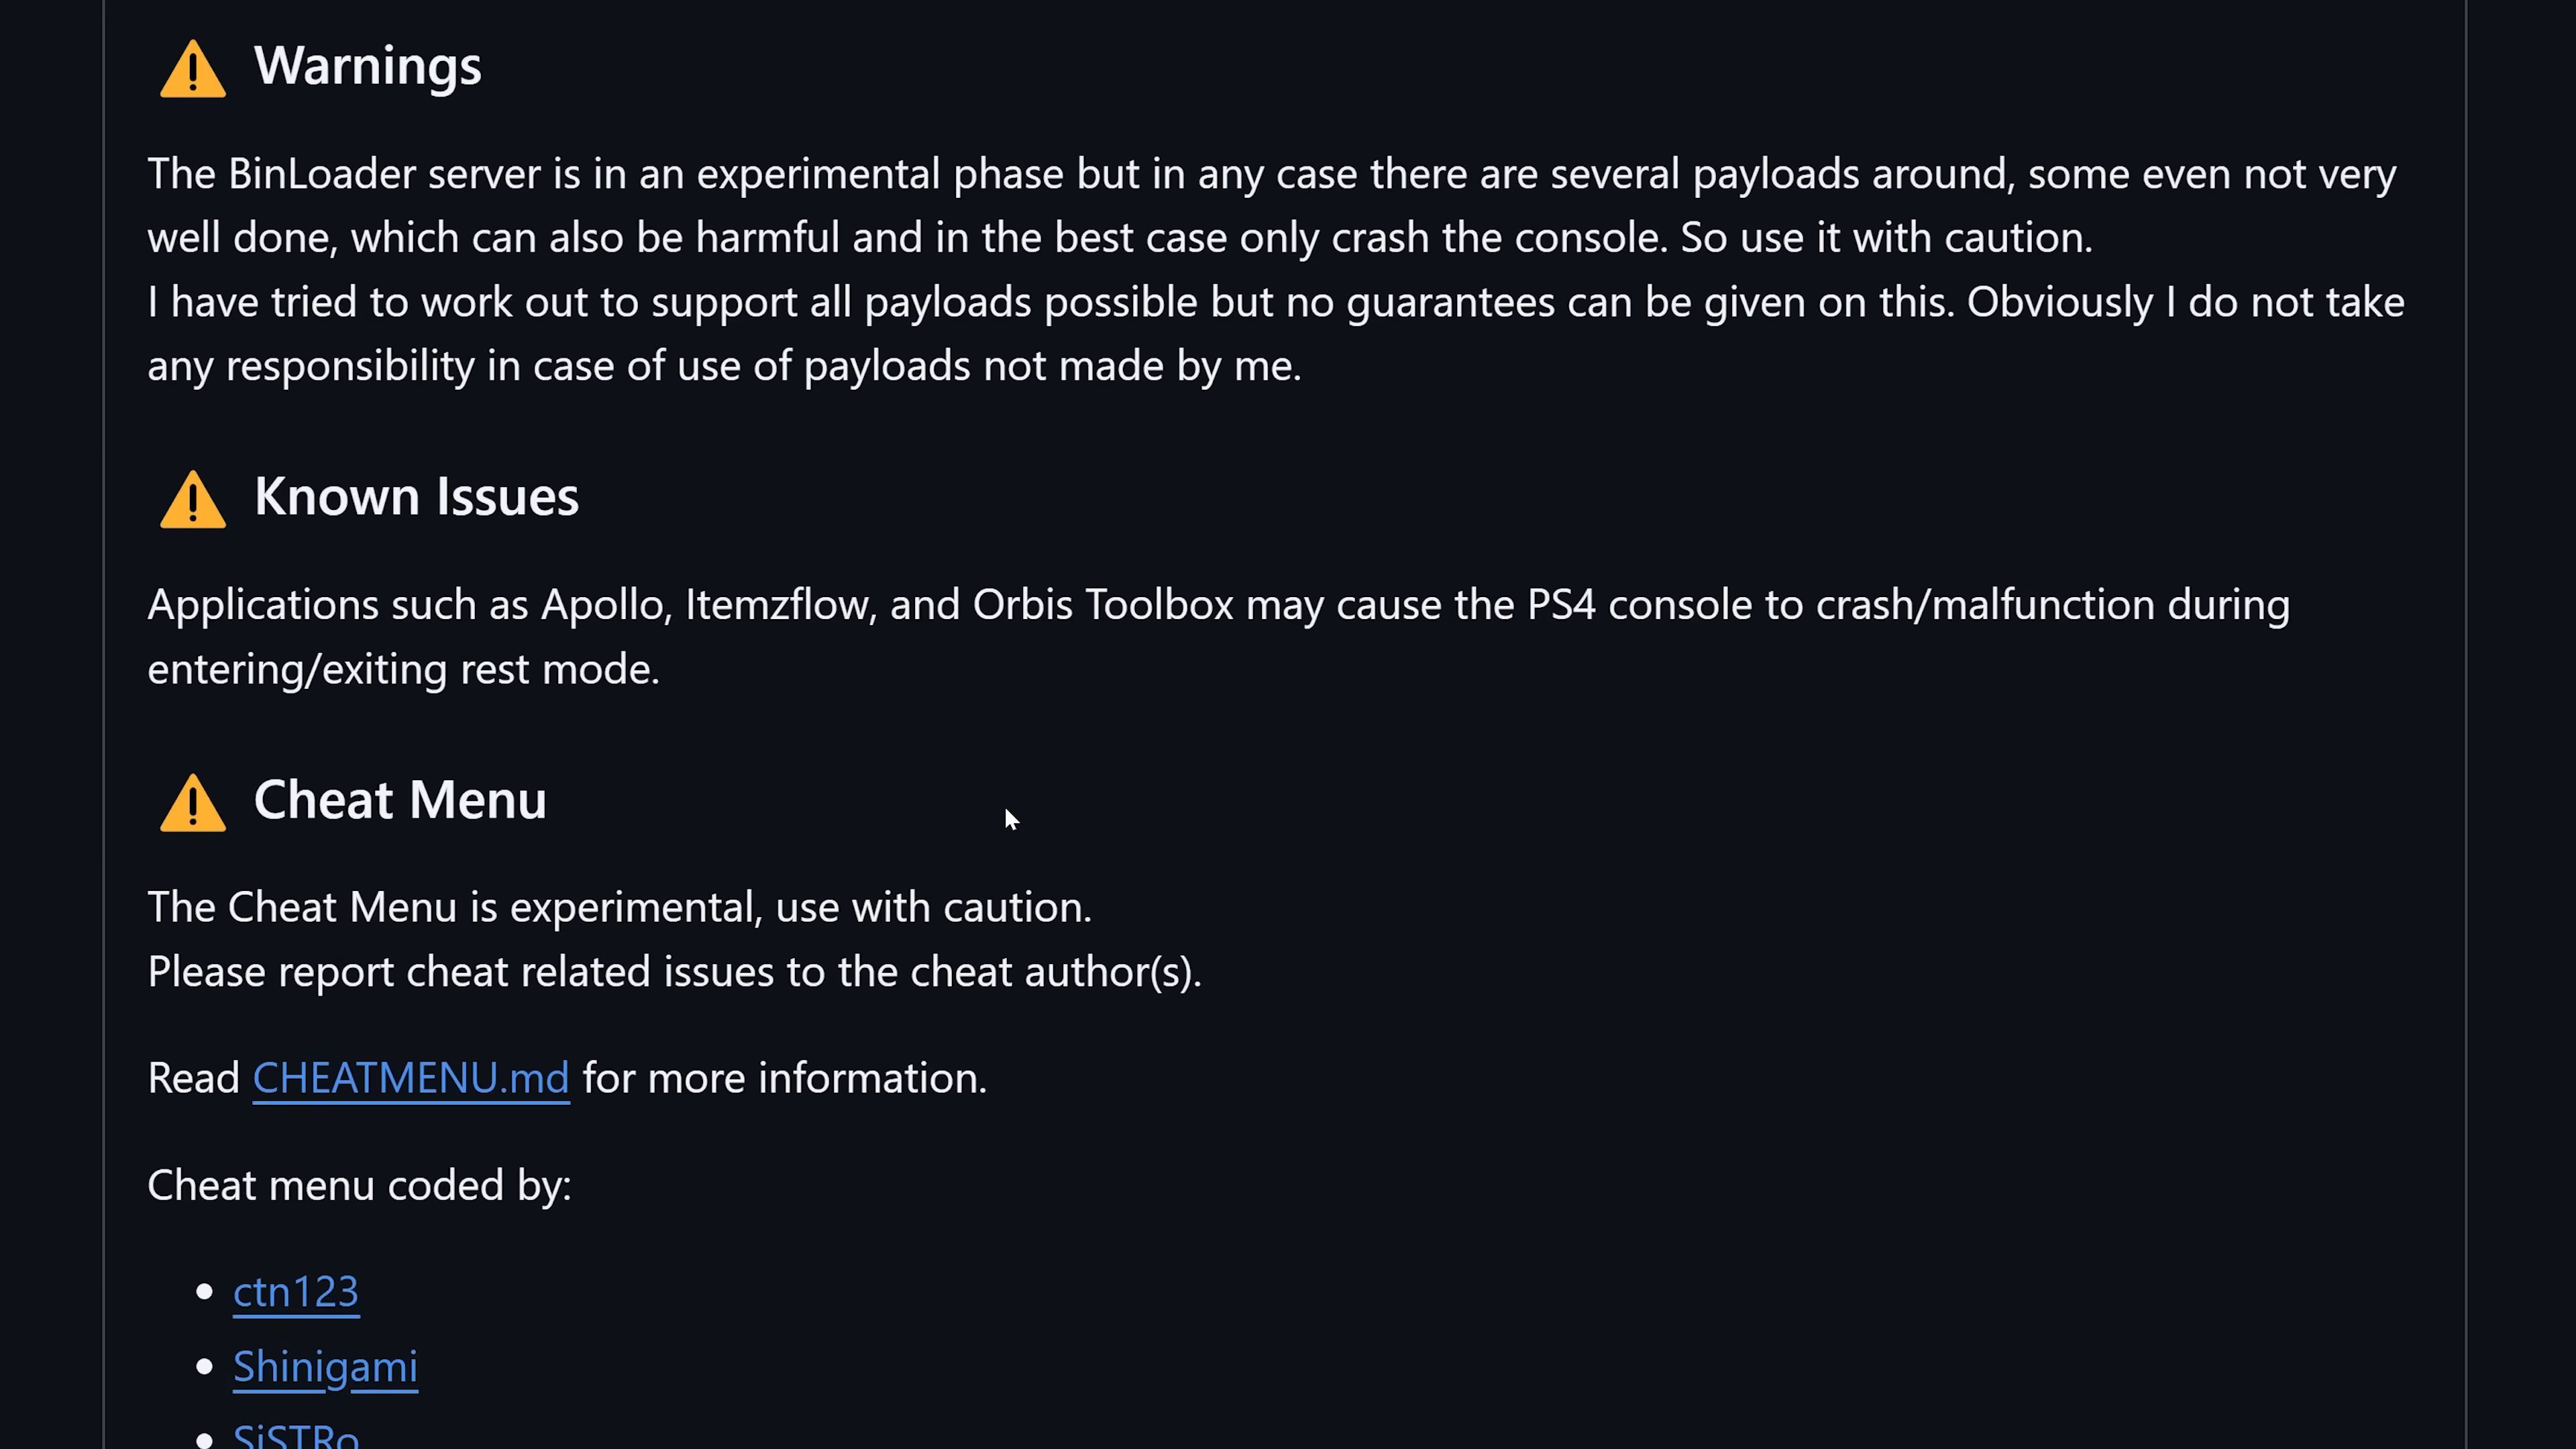 Warnings
The BinLoader server is in an experimental phase but in any case there are several payloads around, some even not very
well done, which can also be harmful and in the best case only crash the console. So use it with caution.
I have tried to work out to support all payloads possible but no guarantees can be given on this. Obviously I do not take
any responsibility in case of use of payloads not made by me.
Known Issues
Applications such as Apollo, Itemzflow, and Orbis Toolbox may cause the PS4 console to crash/malfunction during
entering/exiting rest mode.
Cheat Menu
The Cheat Menu is experimental, use with caution.
Please report cheat related issues to the cheat author(s).
Read CHEATMENU.md for more information.
Cheat menu coded by:
ctn123
Shinigami
SiSTRo